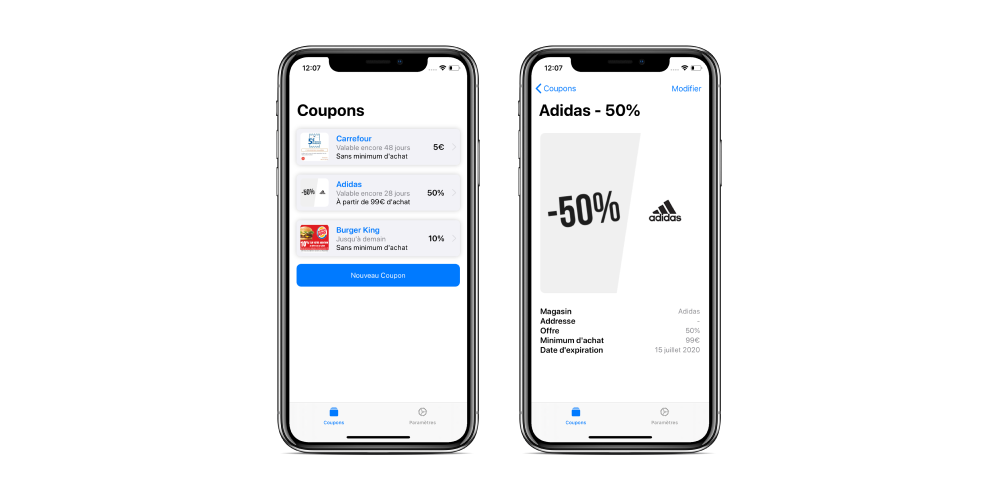 12:07
Coupons
Carrefour
Valable encore 48 jours
Sans minimum d'achat
5€
-50%
Adidas
Valable encore 28 jours
À partir de 99€ d'achat
50%
Burger King
Jusqu'à demain
Sans minimum d'achat
10%
Nouveau Coupon
Coupons
Paramètres
12:07
Coupons
Modifier
Adidas - 50%
-50%
adidas
Magasin Adidas
Addresse -
Offre 50%
Minimum d'achat 99€
Date d'expiration 15 juillet 2020
Coupons
Paramètres